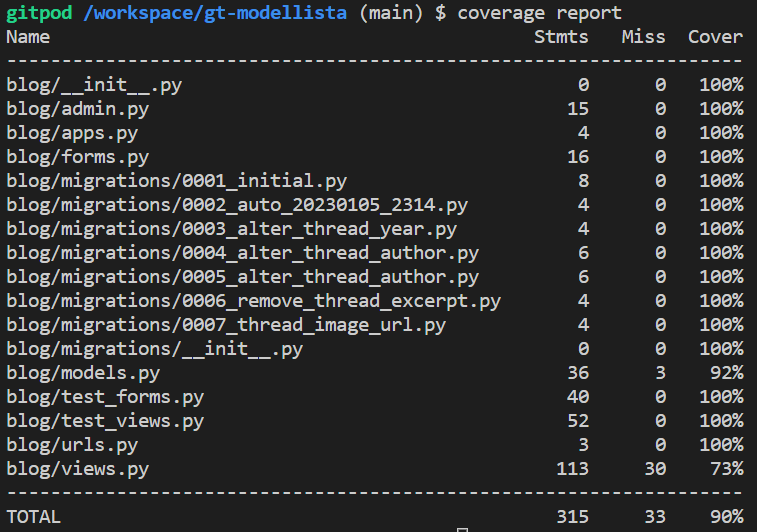 gitpod /workspace/gt-modellista (main) $ coverage report
Name                                            Stmts   Miss  Cover
-------------------------------------------------------------------
blog/__init__.py                                    0      0   100%
blog/admin.py                                      15      0   100%
blog/apps.py                                        4      0   100%
blog/forms.py                                      16      0   100%
blog/migrations/0001_initial.py                     8      0   100%
blog/migrations/0002_auto_20230105_2314.py          4      0   100%
blog/migrations/0003_alter_thread_year.py           4      0   100%
blog/migrations/0004_alter_thread_author.py         6      0   100%
blog/migrations/0005_alter_thread_author.py         6      0   100%
blog/migrations/0006_remove_thread_excerpt.py       4      0   100%
blog/migrations/0007_thread_image_url.py            4      0   100%
blog/migrations/__init__.py                         0      0   100%
blog/models.py                                     36      3    92%
blog/test_forms.py                                 40      0   100%
blog/test_views.py                                 52      0   100%
blog/urls.py                                        3      0   100%
blog/views.py                                     113     30    73%
-------------------------------------------------------------------
TOTAL                                             315     33    90%